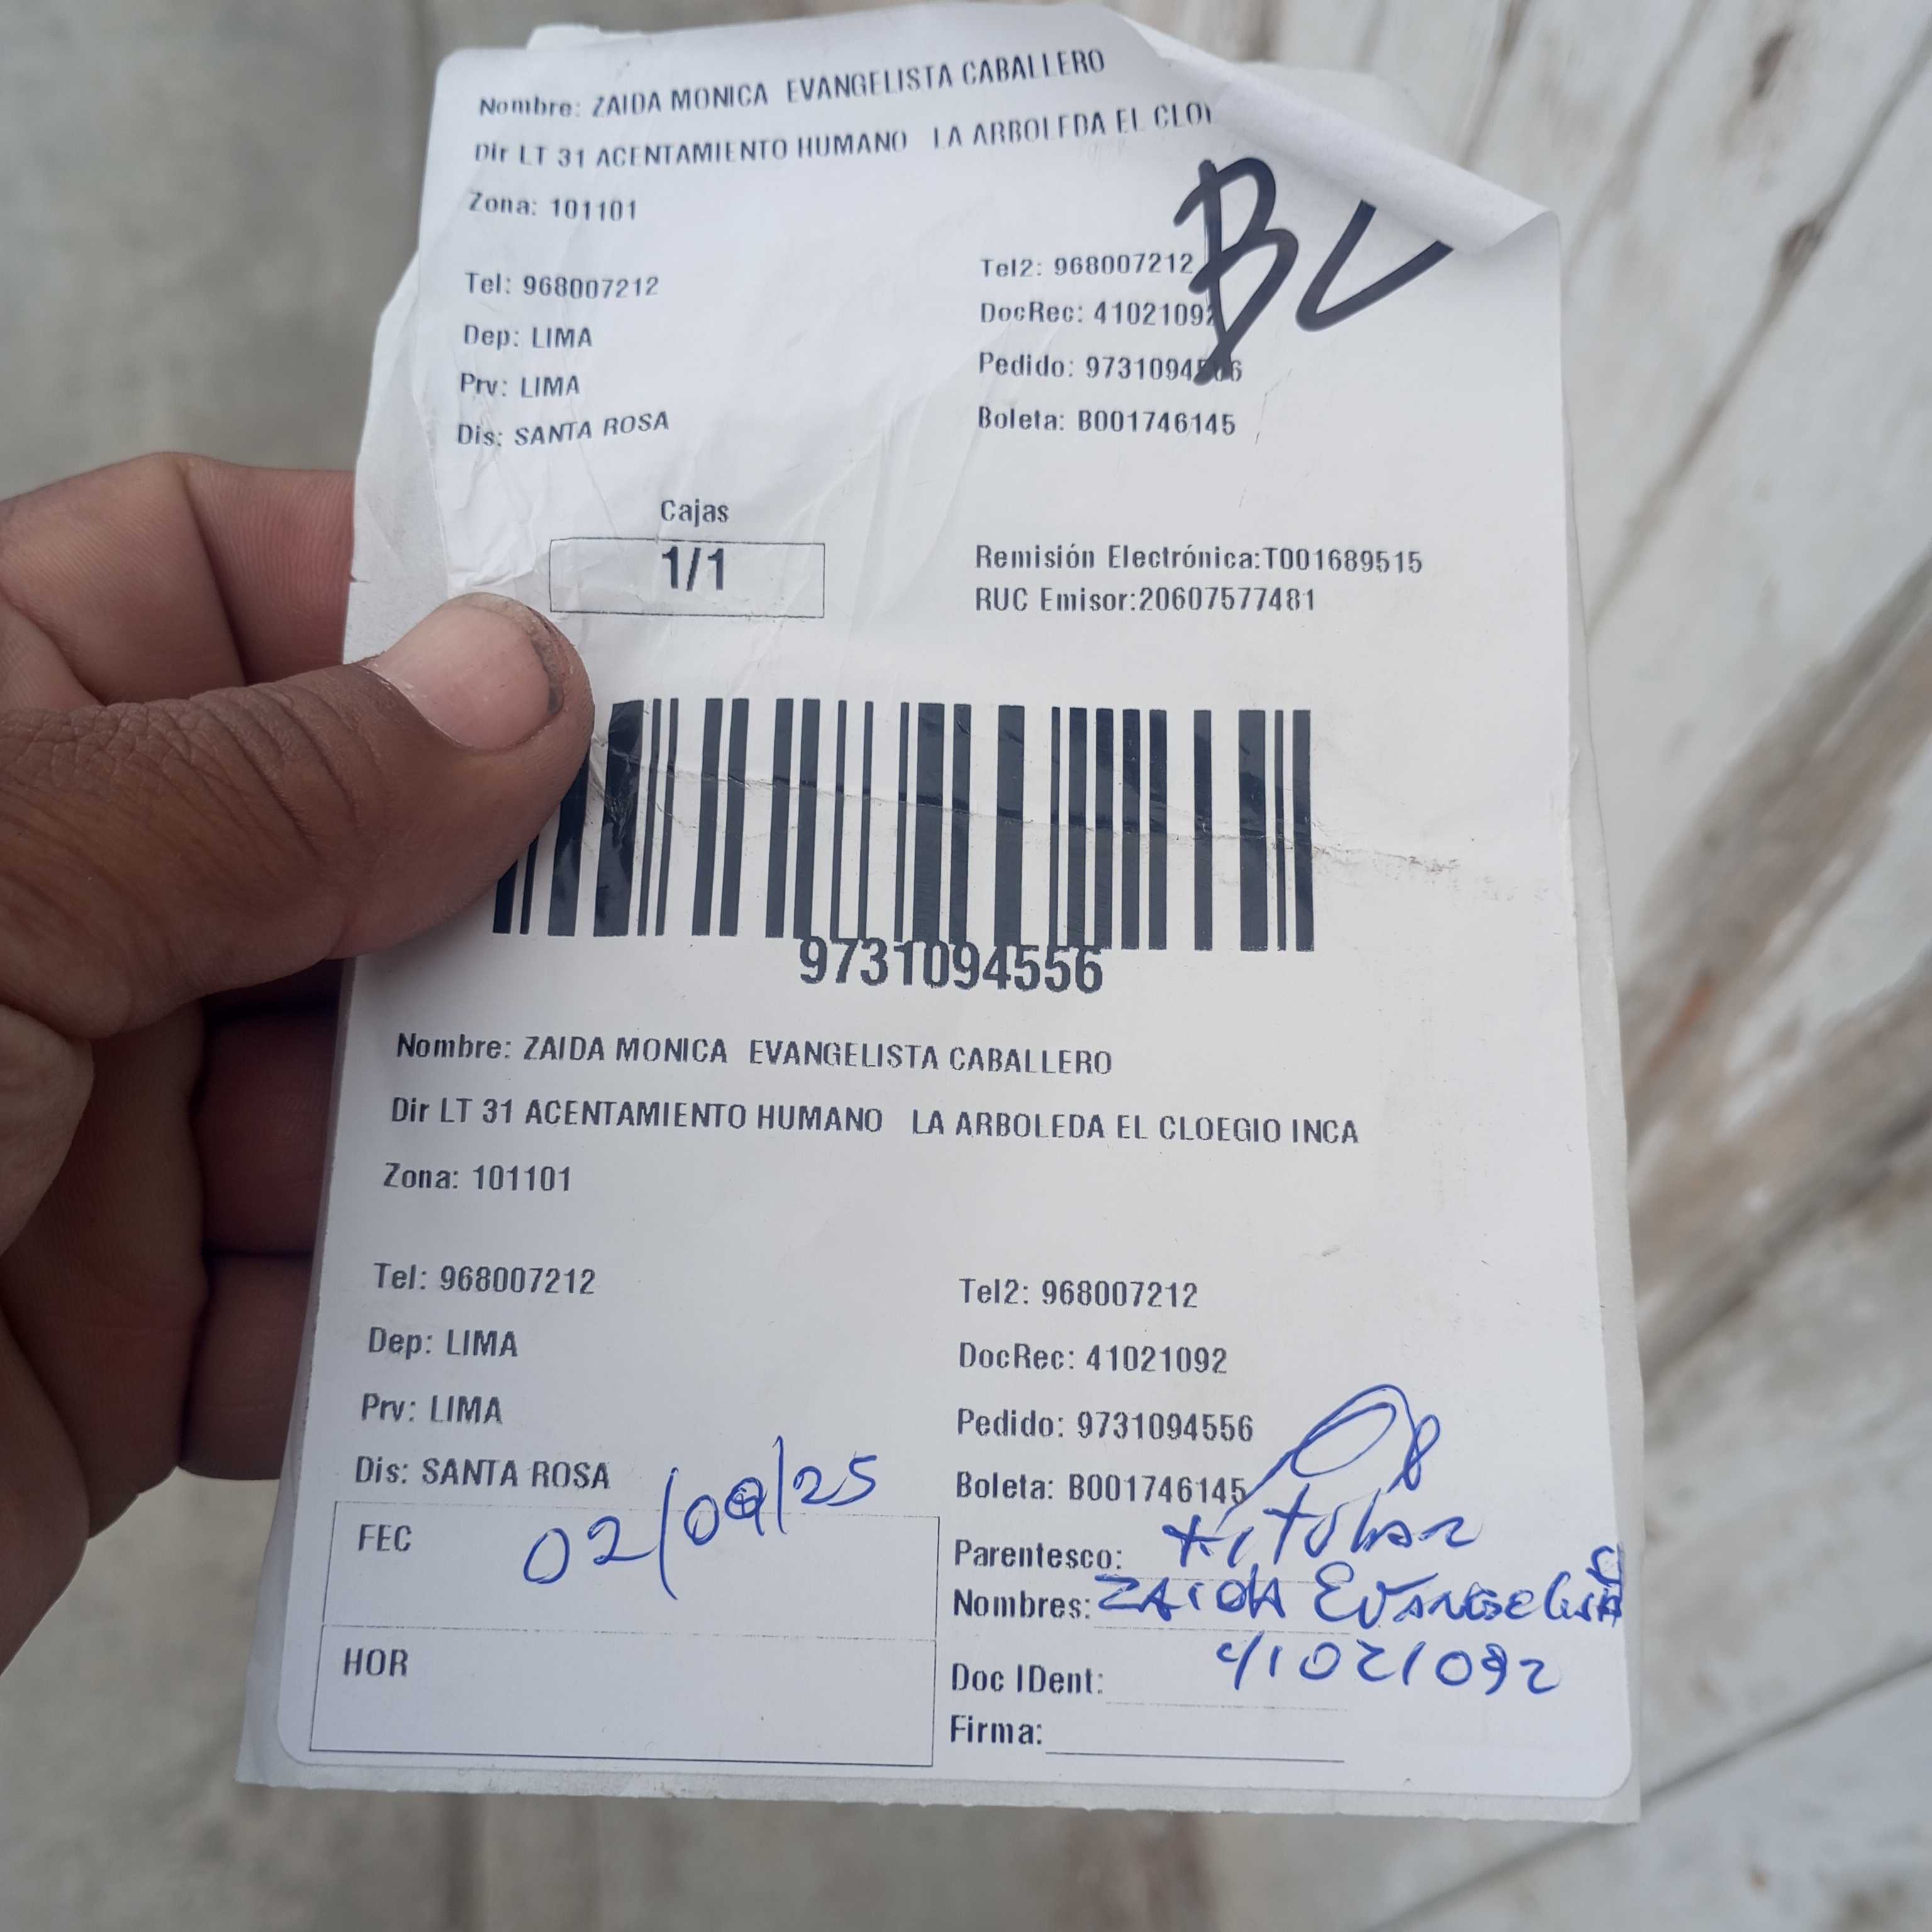 Nombre: ZAIDA MONICA EVANGELISTA CABALLERO
Dir LT 31 ACENTAMIENTO HUMANO LA ARBOLEDA EL
BL
Zona: 101101
Tel: 968007212
Tel2: 968007212
DocRec: 41021092
Dep: LIMA
Pedido:
Prv: LIMA
Boleta: B001746145
Dis: SANTA ROSA
Cajas
1/1
Remisión Electrónica:T001689515
RUC Emisor:20607577481
9731094556
Nombre: ZAIDA MONICA EVANGELISTA CABALLERO
Dir LT 31 ACENTAMIENTO HUMANO LA ARBOLEDA EL CLOEGIO INCA
Zona: 101101
Tel: 968007212
Tel2: 968007212
Dep: LIMA
DocRec: 41021092
Prv: LIMA
Pedido: 9731094556
Dis: SANTA ROSA
Boleta: B001746145
FEC 02/09/25
HOR
Parentesco: titular
Nombres: ZAIDA EVANGELISTA C
Doc IDent: 41021092
Firma: